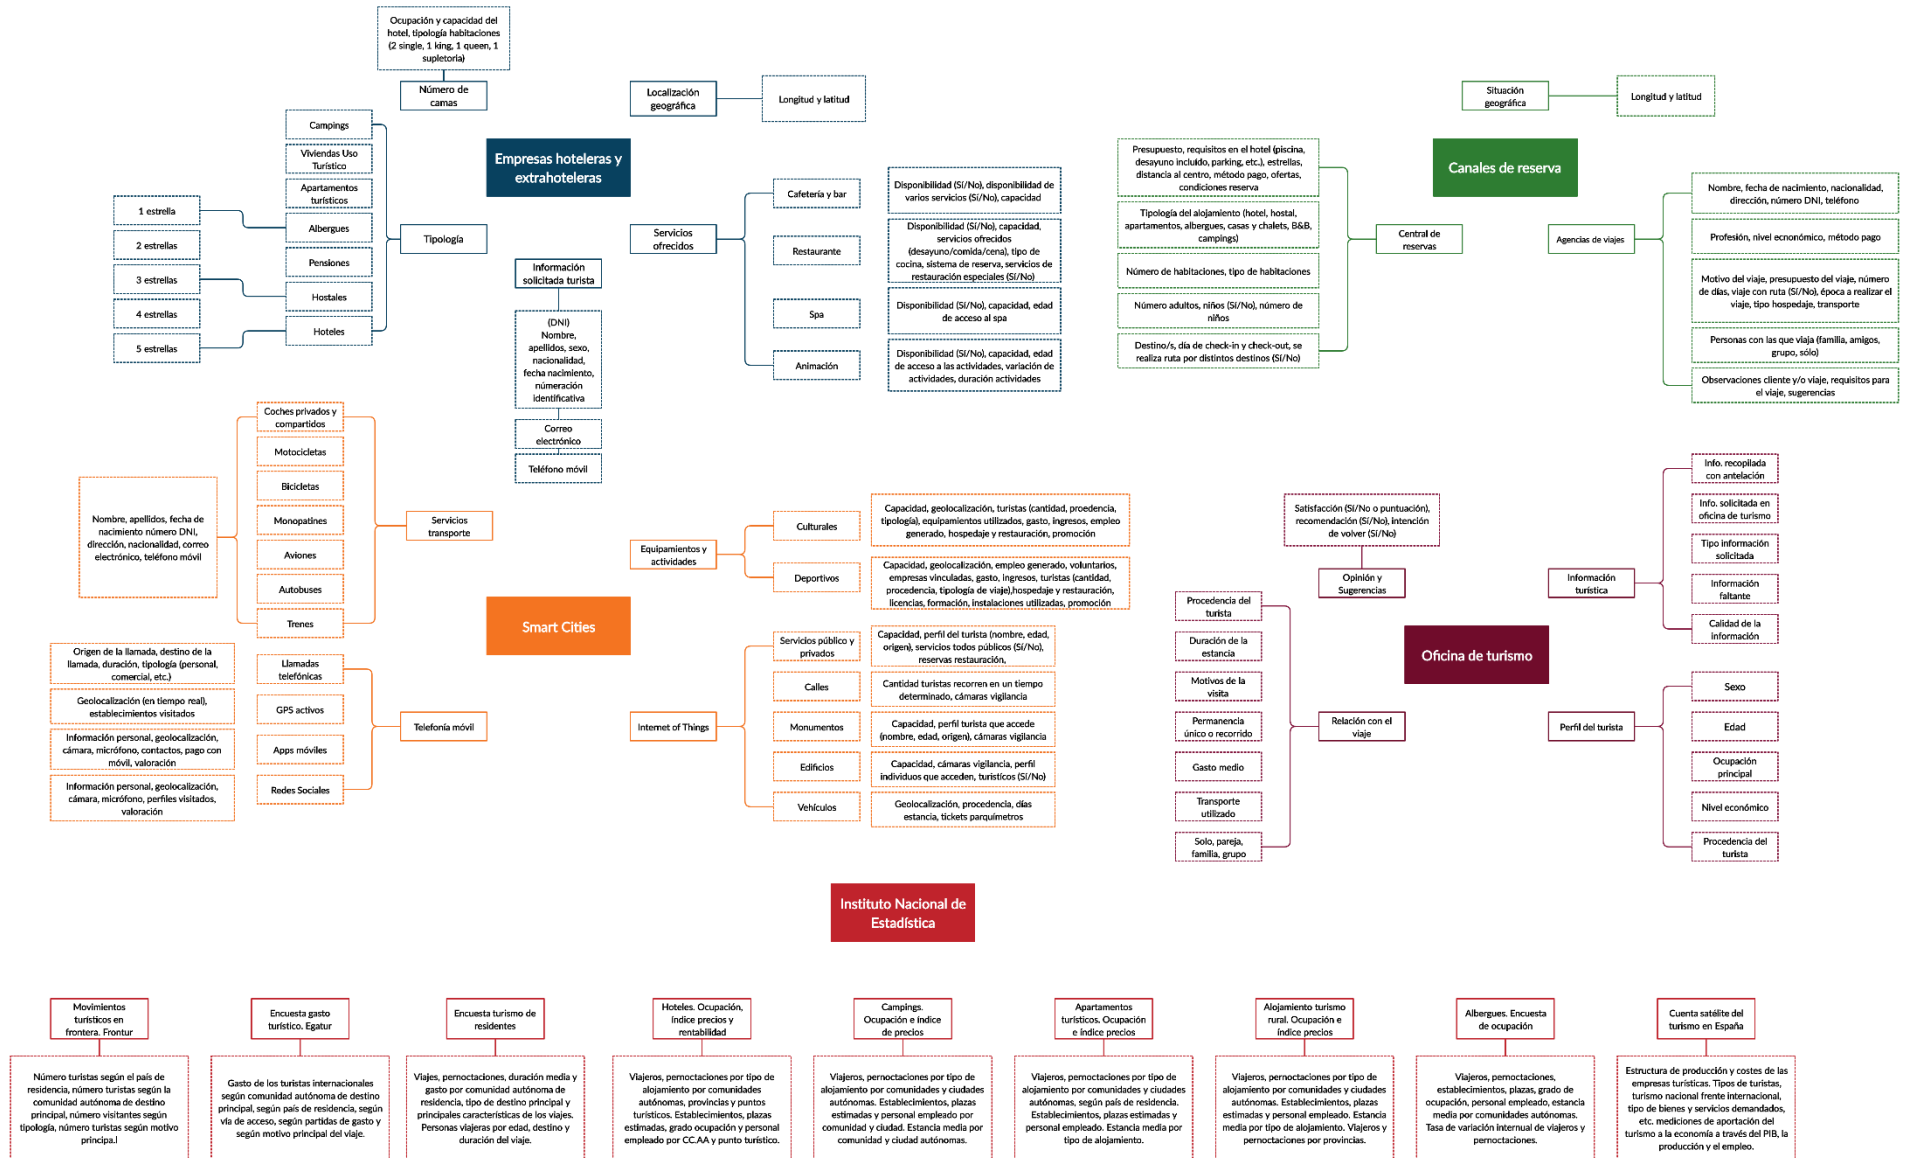 Ocupación y capacidad del
hotel, tipología habitaciones
(2 single, 1 king, 1 queen, 1
supletoria)
Número de
camas
Localización
geográfica
Longitud y latitud
Empresas hoteleras y
extrahoteleras
Campings
Viviendas Uso
Turístico
Apartamentos
turísticos
Albergues
Pensiones
Hostales
Hoteles
1 estrella
2 estrellas
3 estrellas
4 estrellas
5 estrellas
Tipología
Información
solicitada turista
(DNI)
Nombre,
apellidos, sexo,
nacionalidad,
fecha nacimiento,
númeración
identificativa
Correo
electrónico
Teléfono móvil
Servicios
ofrecidos
Cafetería y bar
Disponibilidad (Sí/No), disponibilidad de
varios servicios (Sí/No), capacidad
Restaurante
Disponibilidad (Sí/No), capacidad,
servicios ofrecidos
(desayuno/comida/cena), tipo de
cocina, sistema de reserva, servicios de
restauración especiales (Sí/No)
Spa
Disponibilidad (Sí/No), capacidad, edad
de acceso al spa
Animación
Disponibilidad (Sí/No), capacidad, edad
de acceso a las actividades, variación de
actividades, duración actividades
Situación
geográfica
Longitud y latitud
Canales de reserva
Presupuesto, requisitos en el hotel (piscina,
desayuno incluido, parking, etc.), estrellas,
distancia al centro, método pago, ofertas,
condiciones reserva
Tipología del alojamiento (hotel, hostal,
apartamentos, albergues, casas y chalets, B&B,
campings)
Número de habitaciones, tipo de habitaciones
Número adultos, niños (Sí/No), número de
niños
Destino/s, día de check-in y check-out, se
realiza ruta por distintos destinos (Sí/No)
Central de
reservas
Agencias de viajes
Nombre, fecha de nacimiento, nacionalidad,
dirección, número DNI, teléfono
Profesión, nivel ecnonómico, método pago
Motivo del viaje, presupuesto del viaje, número
de días, viaje con ruta (Sí/No), época a realizar el
viaje, tipo hospedaje, transporte
Personas con las que viaja (familia, amigos,
grupo, sólo)
Observaciones cliente y/o viaje, requisitos para
el viaje, sugerencias
Nombre, apellidos, fecha de
nacimiento número DNI,
dirección, nacionalidad, correo
electrónico, teléfono móvil
Coches privados y
compartidos
Motocicletas
Bicicletas
Monopatines
Aviones
Autobuses
Trenes
Servicios
transporte
Smart Cities
Origen de la llamada, destino de la
llamada, duración, tipología (personal,
comercial, etc.)
Geolocalización (en tiempo real),
establecimientos visitados
Información personal, geolocalización,
cámara, micrófono, contactos, pago con
móvil, valoración
Información personal, geolocalización,
cámara, micrófono, perfiles visitados,
valoración
Llamadas
telefónicas
GPS activos
Apps móviles
Redes Sociales
Telefonía móvil
Equipamientos y
actividades
Culturales
Capacidad, geolocalización, turistas (cantidad, proedencia,
tipología), equipamientos utilizados, gasto, ingresos, empleo
generado, hospedaje y restauración, promoción
Deportivos
Capacidad, geolocalización, empleo generado, voluntarios,
empresas vinculadas, gasto, ingresos, turistas (cantidad,
procedencia, tipología de viaje),hospedaje y restauración,
licencias, formación, instalaciones utilizadas, promoción
Internet of Things
Servicios público y
privados
Capacidad, perfil del turista (nombre, edad,
origen), servicios todos públicos (Sí/No),
reservas restauración,
Calles
Cantidad turistas recorren en un tiempo
determinado, cámaras vigilancia
Monumentos
Capacidad, perfil turista que accede
(nombre, edad, origen), cámaras vigilancia
Edificios
Capacidad, cámaras vigilancia, perfil
individuos que acceden, turistícos (Sí/No)
Vehículos
Geolocalización, procedencia, días
estancia, tickets parquímetros
Satisfacción (Sí/No o puntuación),
recomendación (Sí/No), intención
de volver (Sí/No)
Opinión y
Sugerencias
Oficina de turismo
Procedencia del
turista
Duración de la
estancia
Motivos de la
visita
Permanencia
único o recorrido
Gasto medio
Transporte
utilizado
Solo, pareja,
familia, grupo
Relación con el
viaje
Información
turística
Info. recopilada
con antelación
Info. solicitada en
oficina de turismo
Tipo información
solicitada
Información
faltante
Calidad de la
información
Perfil del turista
Sexo
Edad
Ocupación
principal
Nivel económico
Procedencia del
turista
Instituto Nacional de
Estadística
Movimientos
turísticos en
frontera. Frontur
Número turistas según el país de
residencia, número turistas según la
comunidad autónoma de destino
principal, número visitantes según
tipología, número turistas según motivo
principa.l
Encuesta gasto
turístico. Egatur
Gasto de los turistas internacionales
según comunidad autónoma de destino
principal, según país de residencia, según
vía de acceso, según partidas de gasto y
según motivo principal del viaje.
Encuesta turismo de
residentes
Viajes, pernoctaciones, duración media y
gasto por comunidad autónoma de
residencia, tipo de destino principal y
principales características de los viajes.
Personas viajeras por edad, destino y
duración del viaje.
Hoteles. Ocupación,
índice precios y
rentabilidad
Viajeros, pernoctaciones por tipo de
alojamiento por comunidades
autónomas, provincias y puntos
turísticos. Establecimientos, plazas
estimadas, grado ocupación y personal
empleado por CC.AA y punto turístico.
Campings.
Ocupación e índice
de precios
Viajeros, pernoctaciones por tipo de
alojamiento por comunidades y ciudades
autónomas. Establecimientos, plazas
estimadas y personal empleado por
comunidad y ciudad. Estancia media por
comunidad y ciudad autónomas.
Apartamentos
turísticos. Ocupación
e índice precios
Viajeros, pernoctaciones por tipo de
alojamiento por comunidades y ciudades
autónomas, según país de residencia.
Establecimientos, plazas estimadas y
personal empleado. Estancia media por
tipo de alojamiento.
Alojamiento turismo
rural. Ocupación e
índice precios
Viajeros, pernoctaciones por tipo de
alojamiento por comunidades y ciudades
autónomas. Establecimientos, plazas
estimadas y personal empleado. Estancia
media por tipo de alojamiento. Viajeros y
pernoctaciones por provincias.
Albergues. Encuesta
de ocupación
Viajeros, pernoctaciones,
establecimientos, plazas, grado de
ocupación, personal empleado, estancia
media por comunidades autónomas.
Tasa de variación internual de viajeros y
pernoctaciones.
Cuenta satélite del
turismo en España
Estructura de producción y costes de las
empresas turísticas. Tipos de turistas,
turismo nacional frente internacional,
tipo de bienes y servicios demandados,
etc. mediciones de aportación del
turismo a la economía a través del PIB, la
producción y el empleo.